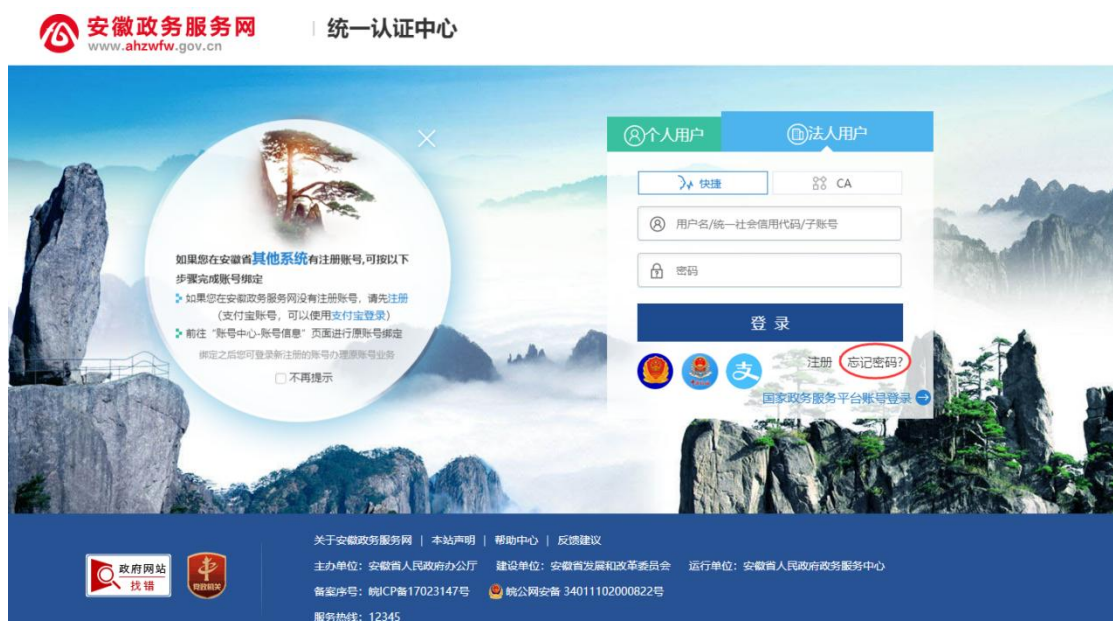 安徽政务服务网
www.ahzwfw.gov.cn
统一认证中心
个人用户
法人用户
快捷
CA
用户名/统一社会信用代码/子账号
密码
登 录
注册 忘记密码?
国家政务服务平台账号登录
如果您在安徽省其他系统有注册账号,可按以下
步骤完成账号绑定
如果您在安徽政务服务网没有注册账号，请先注册
（支付宝账号，可以使用支付宝登录）
前往“账号中心-账号信息”页面进行原账号绑定
绑定之后您可登录新注册的账号办理原账号业务
不再提示
政府网站
找错
党政机关
关于安徽政务服务网 | 本站声明 | 帮助中心 | 反馈建议
主办单位：安徽省人民政府办公厅 建设单位：安徽省发展和改革委员会 运行单位：安徽省人民政府政务服务中心
备案序号：皖ICP备17023147号 皖公网安备 34011102000822号
服务热线：12345